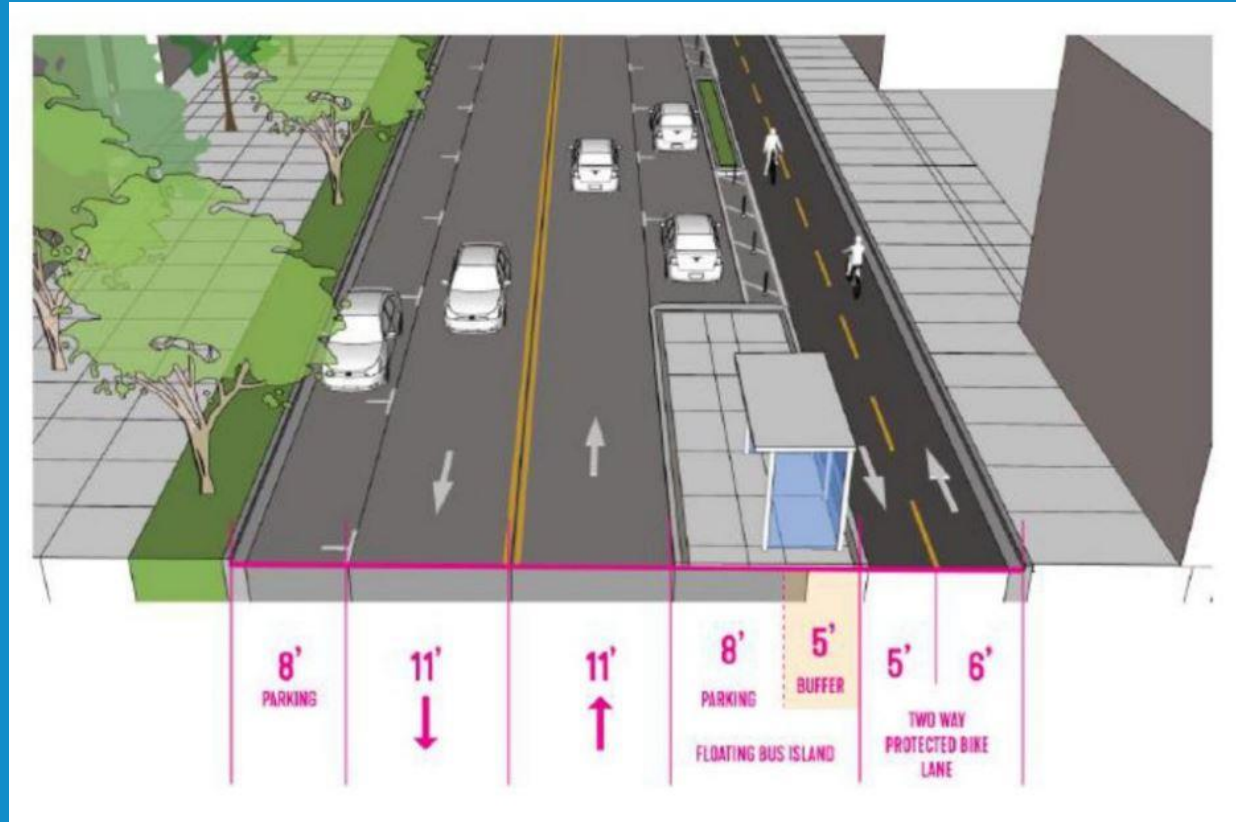 8’
PARKING
11’
11’
8’
PARKING
5’
BUFFER
FLOATING BUS ISLAND
5’
6’
TWO WAY
PROTECTED BIKE
LANE